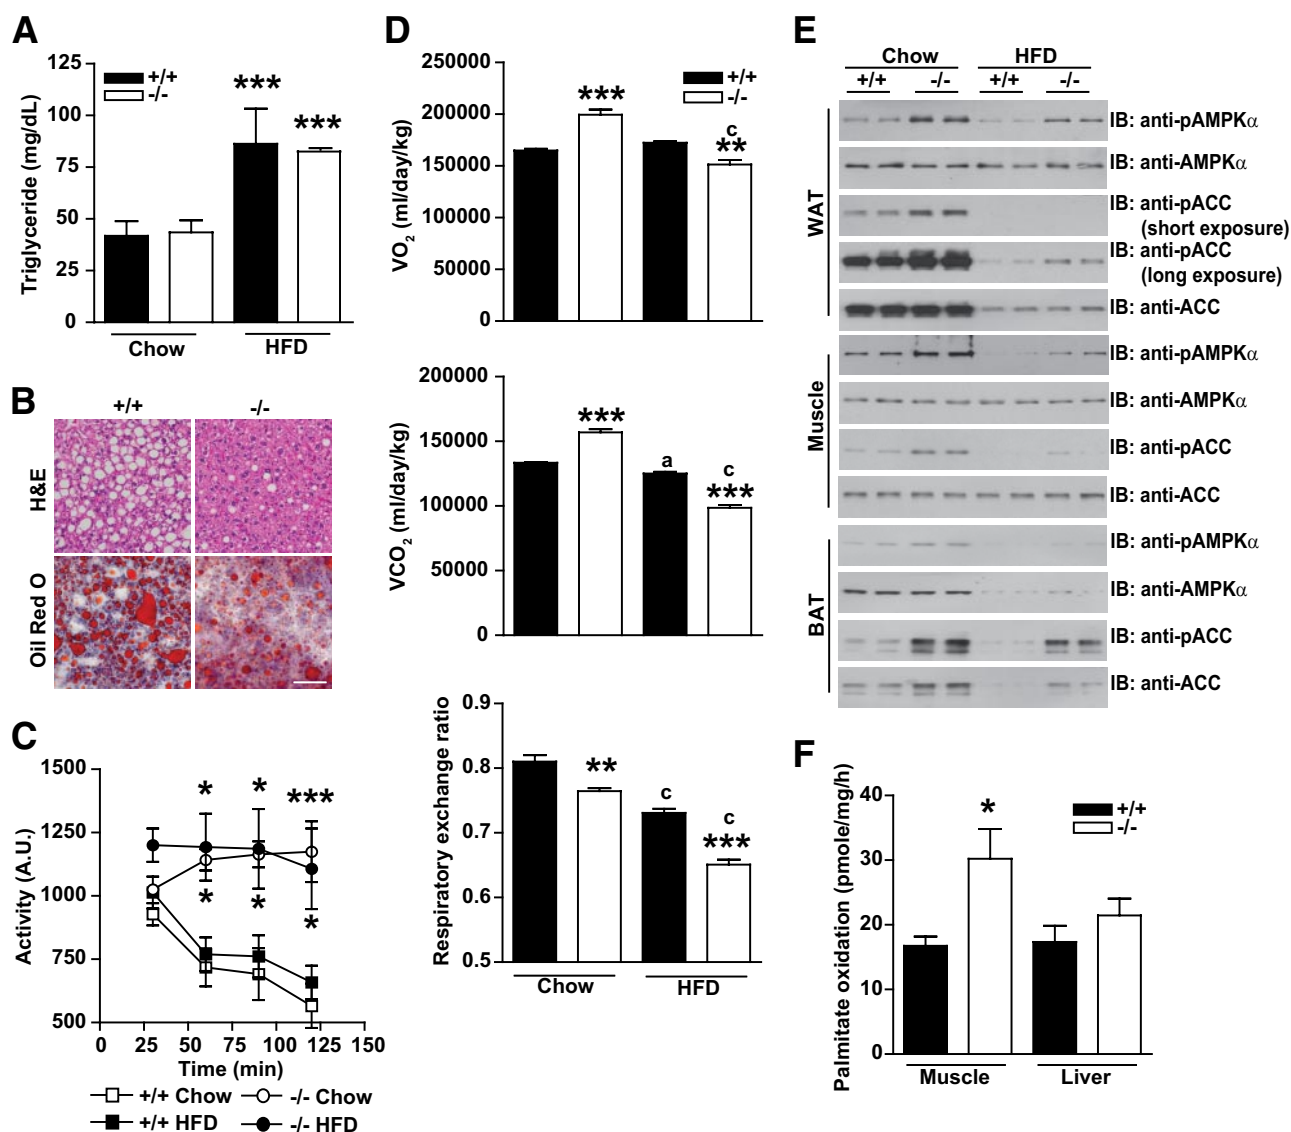 A
Triglyceride (mg/dL)
125
100
75
50
25
0
+/+
-/-
***
***
Chow
HFD
B
+/+
-/-
H&E
Oil Red O
C
Activity (A.U.)
1500
1250
1000
750
500
*
*
***
*
*
*
0
25
50
75
100
125
150
Time (min)
+/+ Chow
-/- Chow
+/+ HFD
-/- HFD
D
VO2 (ml/day/kg)
250000
200000
150000
100000
50000
0
+/+
-/-
***
c
**
VCO2 (ml/day/kg)
200000
150000
100000
50000
0
***
a
c
***
Respiratory exchange ratio
0.9
0.8
0.7
0.6
0.5
**
c
c
***
Chow
HFD
E
Chow HFD
+/+ -/- +/+ -/-
WAT
IB: anti-pAMPKα
IB: anti-AMPKα
IB: anti-pACC
(short exposure)
IB: anti-pACC
(long exposure)
IB: anti-ACC
Muscle
IB: anti-pAMPKα
IB: anti-AMPKα
IB: anti-pACC
IB: anti-ACC
BAT
IB: anti-pAMPKα
IB: anti-AMPKα
IB: anti-pACC
IB: anti-ACC
F
Palmitate oxidation (pmole/mg/h)
40
30
20
10
0
*
+/+
-/-
Muscle
Liver